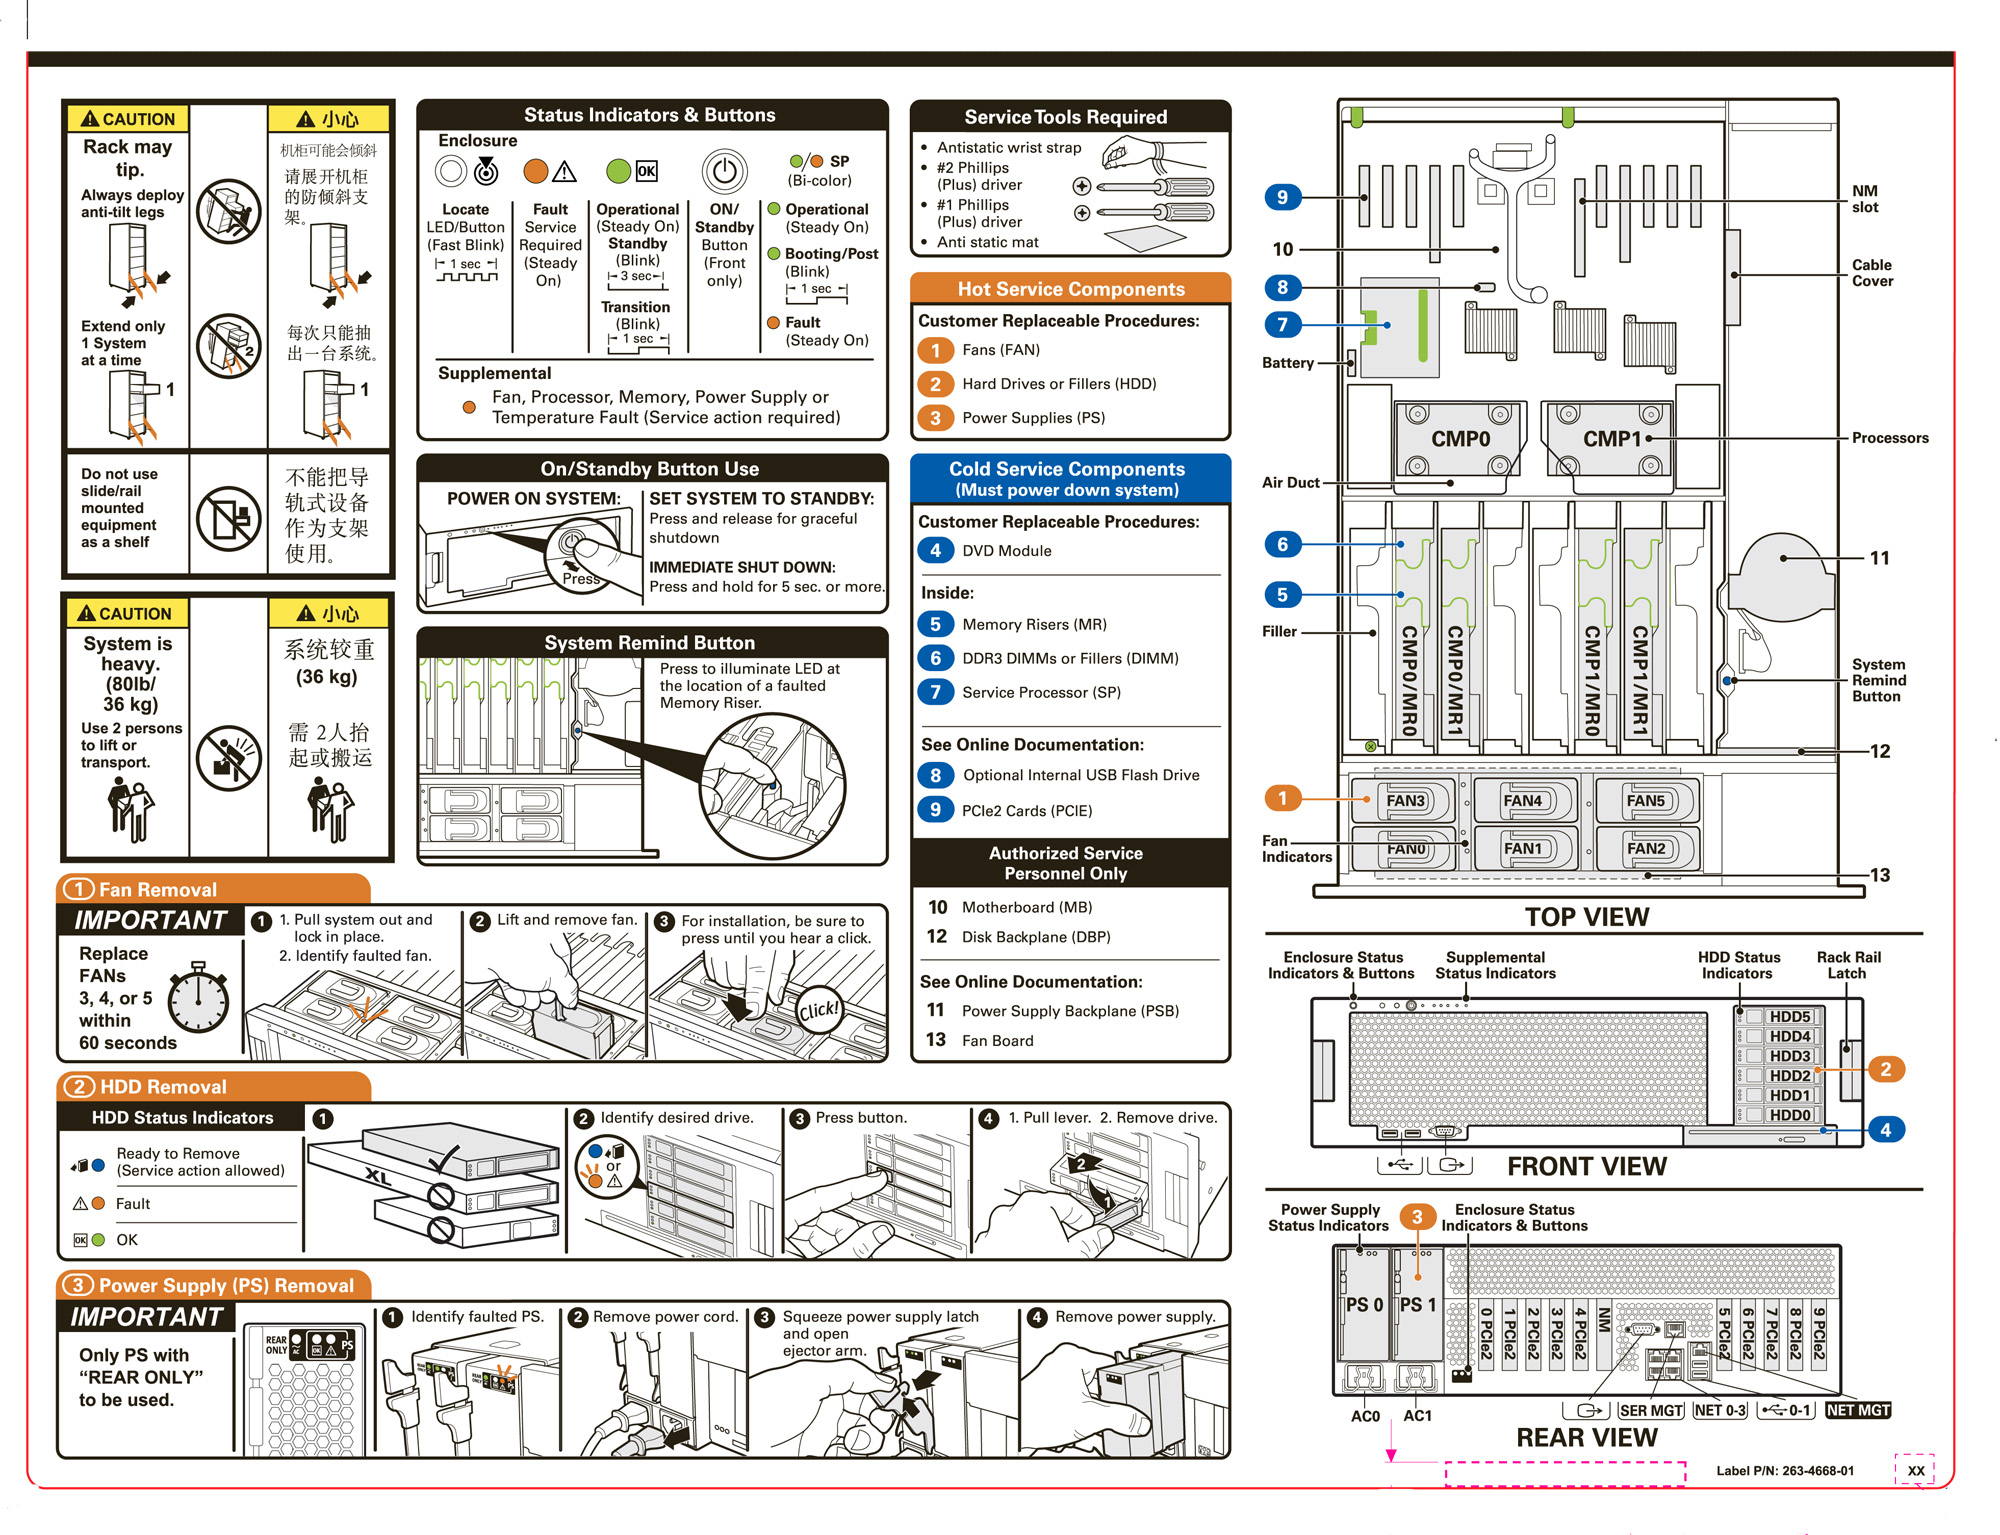 CAUTION
Rack may
tip.
Always deploy
anti-tilt legs
Extend only
1 System
at a time
1
2
小心
机柜可能会倾斜
请展开机柜
的防倾斜支
架。
每次只能抽
出一台系统。
1
Do not use
slide/rail
mounted
equipment
as a shelf
不能把导
轨式设备
作为支架
使用。
CAUTION
System is
heavy.
(80lb/
36 kg)
Use 2 persons
to lift or
transport.
小心
系统较重
(36 kg)
需 2人抬
起或搬运
Status Indicators & Buttons
Enclosure
OK
SP
(Bi-color)
Locate
LED/Button
(Fast Blink)
1 sec
Fault
Service
Required
(Steady
On)
Operational
(Steady On)
Standby
(Blink)
3 sec
Transition
(Blink)
1 sec
ON/
Standby
Button
(Front
only)
Operational
(Steady On)
Booting/Post
(Blink)
1 sec
Fault
(Steady On)
Supplemental
Fan, Processor, Memory, Power Supply or
Temperature Fault (Service action required)
On/Standby Button Use
POWER ON SYSTEM:
Press
SET SYSTEM TO STANDBY:
Press and release for graceful
shutdown
IMMEDIATE SHUT DOWN:
Press and hold for 5 sec. or more.
System Remind Button
Press to illuminate LED at
the location of a faulted
Memory Riser.
Service Tools Required
• Antistatic wrist strap
• #2 Phillips
(Plus) driver
• #1 Phillips
(Plus) driver
• Anti static mat
Hot Service Components
Customer Replaceable Procedures:
1 Fans (FAN)
2 Hard Drives or Fillers (HDD)
3 Power Supplies (PS)
Cold Service Components
(Must power down system)
Customer Replaceable Procedures:
4 DVD Module
Inside:
5 Memory Risers (MR)
6 DDR3 DIMMs or Fillers (DIMM)
7 Service Processor (SP)
See Online Documentation:
8 Optional Internal USB Flash Drive
9 PCIe2 Cards (PCIE)
Authorized Service
Personnel Only
10 Motherboard (MB)
12 Disk Backplane (DBP)
See Online Documentation:
11 Power Supply Backplane (PSB)
13 Fan Board
1 Fan Removal
IMPORTANT
Replace
FANs
3, 4, or 5
within
60 seconds
1 1. Pull system out and
lock in place.
2. Identify faulted fan.
2 Lift and remove fan.
3 For installation, be sure to
press until you hear a click.
Click!
2 HDD Removal
HDD Status Indicators
Ready to Remove
(Service action allowed)
Fault
OK OK
1
XL
2 Identify desired drive.
or
3 Press button.
4 1. Pull lever. 2. Remove drive.
2
1
3 Power Supply (PS) Removal
IMPORTANT
Only PS with
“REAR ONLY”
to be used.
REAR
ONLY
AC
OK
PS
1 Identify faulted PS.
2 Remove power cord.
3 Squeeze power supply latch
and open
ejector arm.
4 Remove power supply.
9
10
8
7
Battery
Air Duct
6
5
Filler
1
Fan
Indicators
NM
slot
Cable
Cover
Processors
11
System
Remind
Button
12
13
CMP0
CMP1
CMP0/MR0
CMP0/MR1
CMP1/MR0
CMP1/MR1
FAN3
FAN4
FAN5
FAN0
FAN1
FAN2
TOP VIEW
Enclosure Status
Indicators & Buttons
Supplemental
Status Indicators
HDD Status
Indicators
Rack Rail
Latch
HDD5
HDD4
HDD3
HDD2
HDD1
HDD0
2
4
FRONT VIEW
Power Supply
Status Indicators
3
Enclosure Status
Indicators & Buttons
PS 0
PS 1
0 PCIe2
1 PCIe2
2 PCIe2
3 PCIe2
4 PCIe2
NM
5 PCIe2
6 PCIe2
7 PCIe2
8 PCIe2
9 PCIe2
AC0
AC1
SER MGT
NET 0-3
0-1
NET MGT
REAR VIEW
Label P/N: 263-4668-01
XX